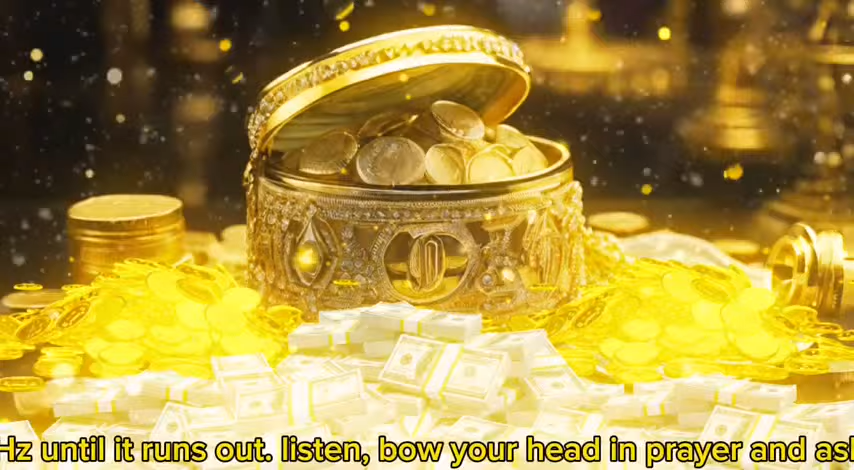 Hz until it runs out. listen, bow your head in prayer and ask